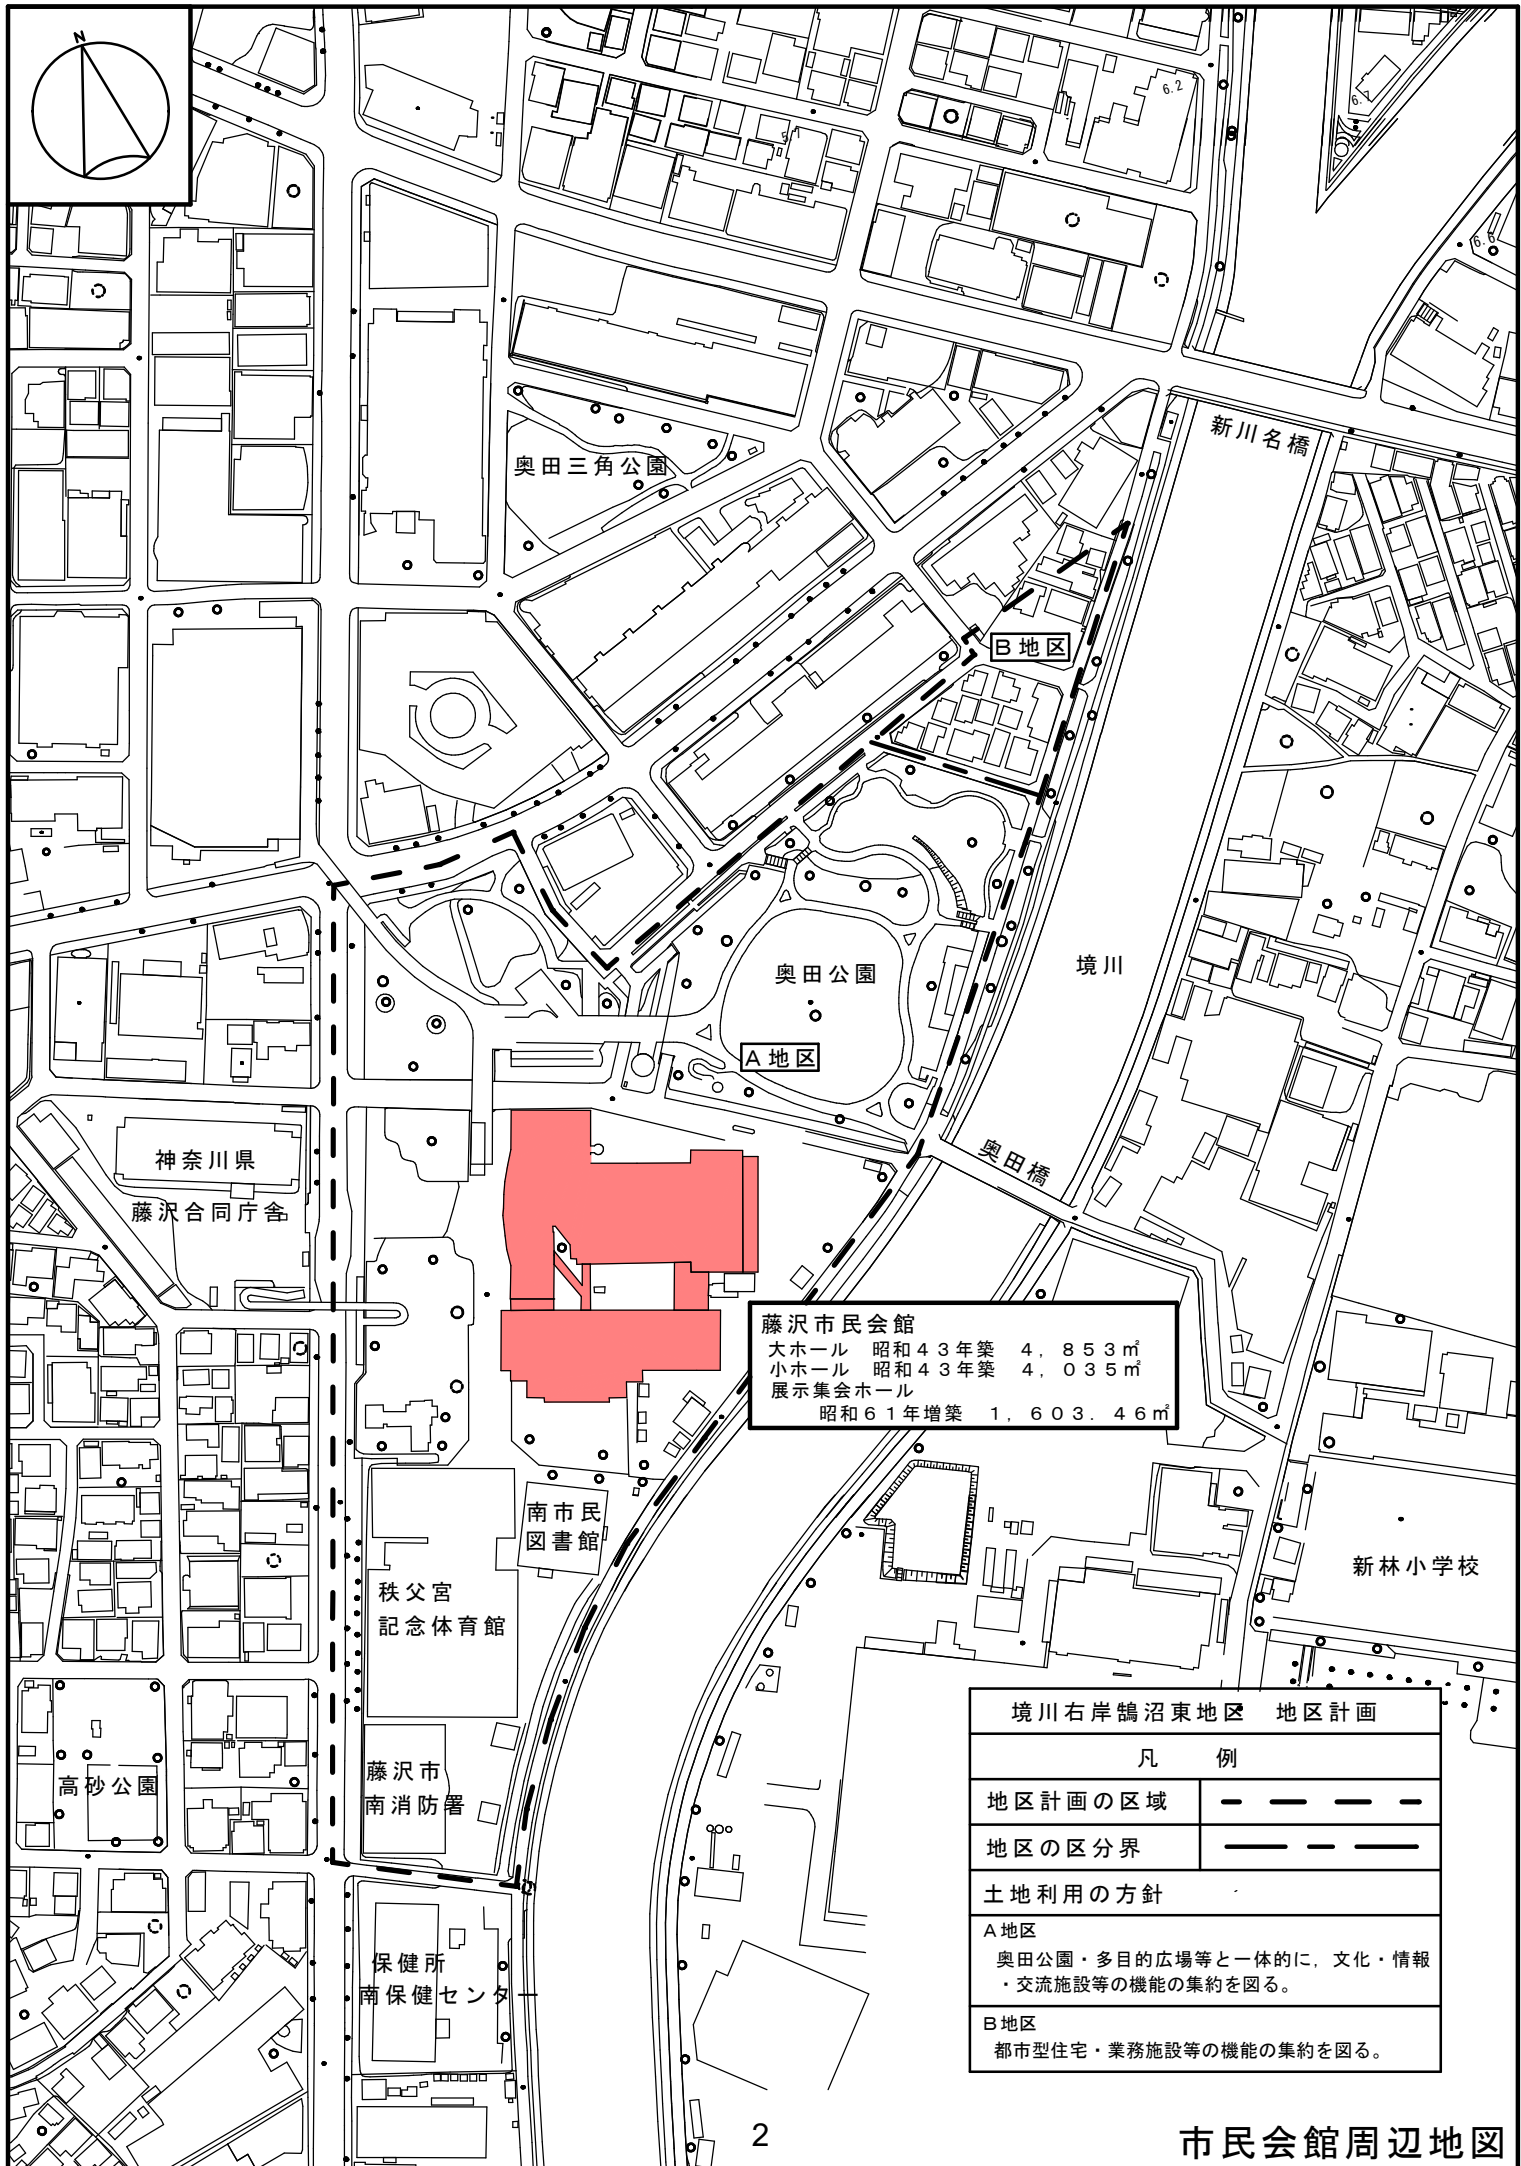 N
6.2
6.6
新川名橋
奥田三角公園
B地区
境川
奥田公園
A地区
奥田橋
神奈川県
藤沢合同庁舎
藤沢市民会館
大ホール 昭和43年築 4,853㎡
小ホール 昭和43年築 4,035㎡
展示集会ホール
昭和61年増築 1,603.46㎡
南市民
図書館
秩父宮
記念体育館
新林小学校
藤沢市
南消防署
高砂公園
保健所
南保健センター
境川右岸鵠沼東地区 地区計画
凡 例
地区計画の区域
地区の区分界
土地利用の方針
A地区
奥田公園・多目的広場等と一体的に,文化・情報
・交流施設等の機能の集約を図る。
B地区
都市型住宅・業務施設等の機能の集約を図る。
2
市民会館周辺地図